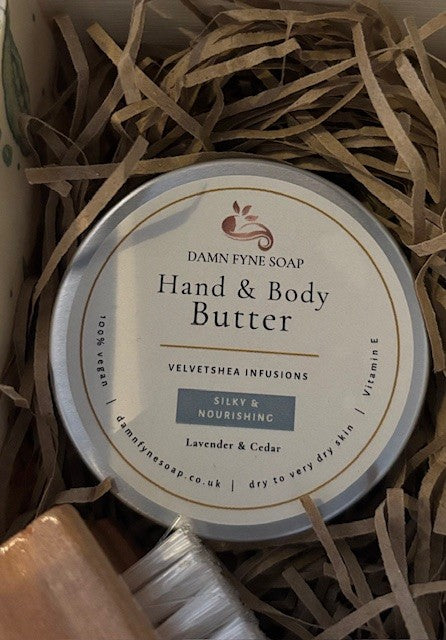 DAMN FYNE SOAP
Hand & Body
Butter
VELVETSHEA INFUSIONS
SILKY &
NOURISHING
Lavender & Cedar
100% vegan | damnfynesoap.co.uk | dry to very dry skin | Vitamin E